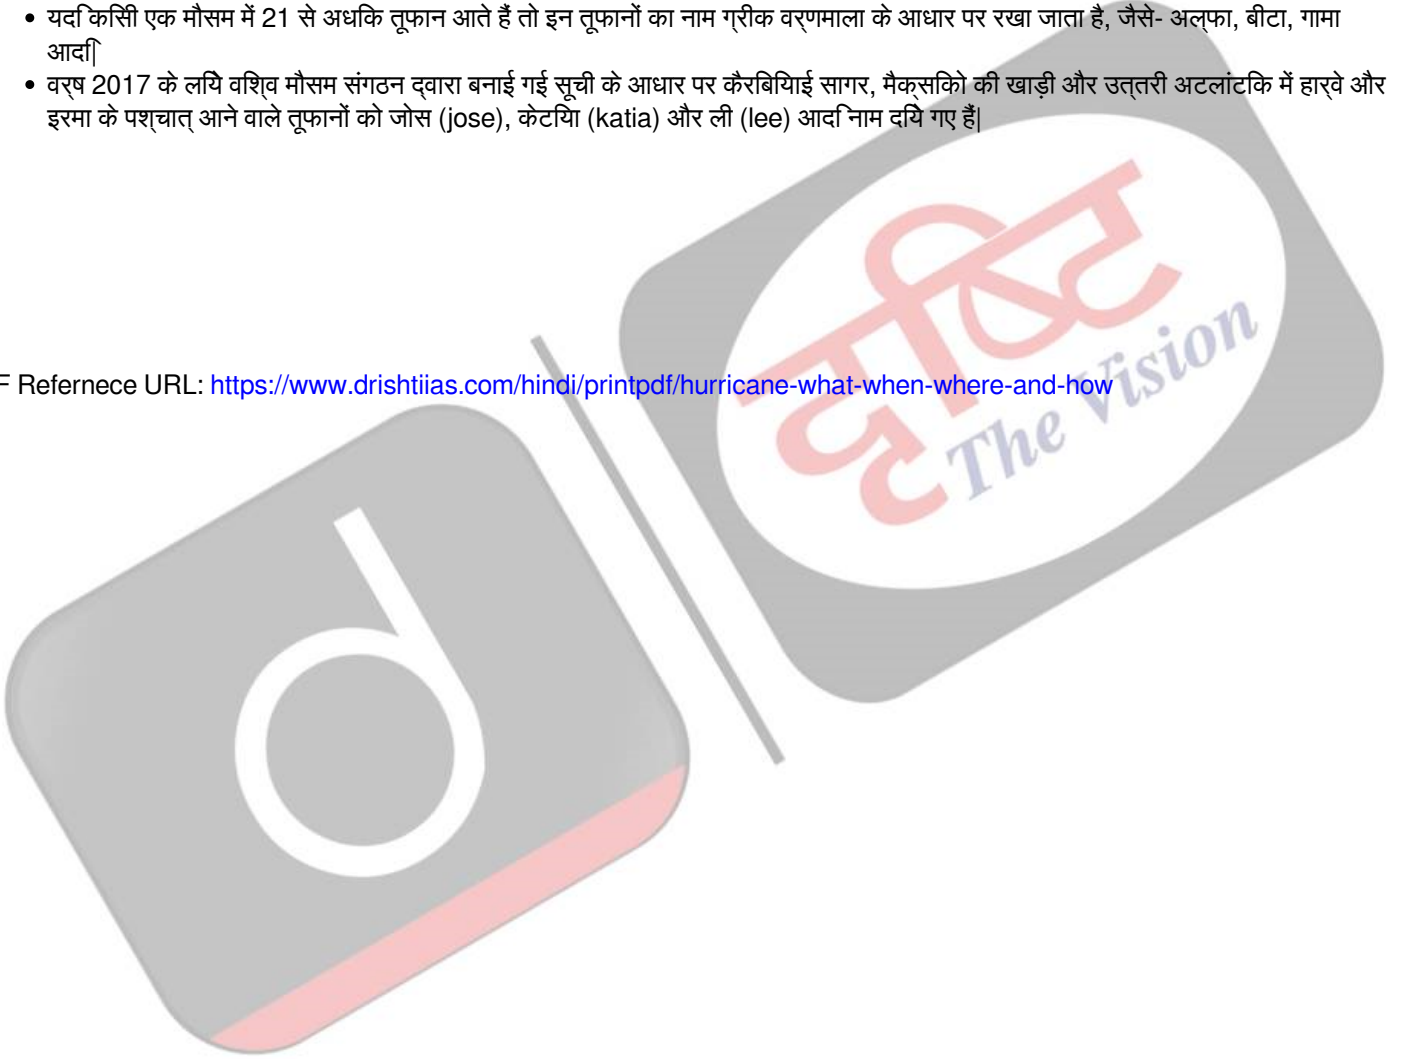 • यदि किसी एक मौसम में 21 से अधिक तूफान आते हैं तो इन तूफानों का नाम ग्रीक वर्णमाला के आधार पर रखा जाता है, जैसे- अल्फा, बीटा, गामा
आदि|
• वर्ष 2017 के लिये विश्व मौसम संगठन द्वारा बनाई गई सूची के आधार पर कैरिबियाई सागर, मैक्सिको की खाड़ी और उत्तरी अटलांटिक में हार्वे और
इरमा के पश्चात् आने वाले तूफानों को जोस (jose), केटिया (katia) और ली (lee) आदि नाम दिये गए हैं|
दृष्टि
The Vision
F Refernece URL: https://www.drishtiias.com/hindi/printpdf/hurricane-what-when-where-and-how
d